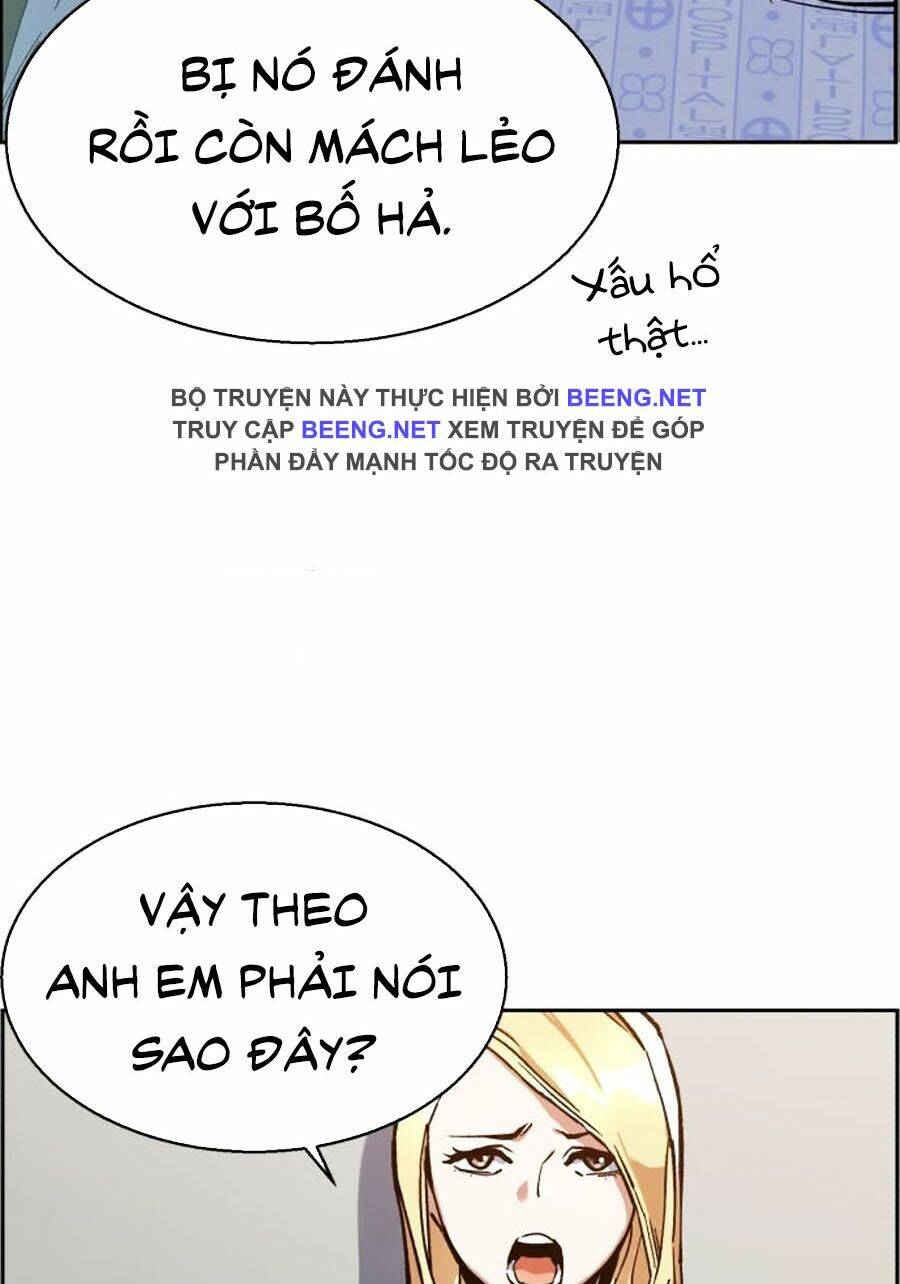 BỊ NÓ ĐÁNH
RỒI CÒN MÁCH LẺO
VỚI BỐ HẢ.
Xấu hổ
thật...
BỘ TRUYỆN NÀY THỰC HIỆN BỞI BEENG.NET
TRUY CẬP BEENG.NET XEM TRUYỆN ĐỂ GÓP
PHẦN ĐẨY MẠNH TỐC ĐỘ RA TRUYỆN
VẬY THEO
ANH EM PHẢI NÓI
SAO ĐÂY?